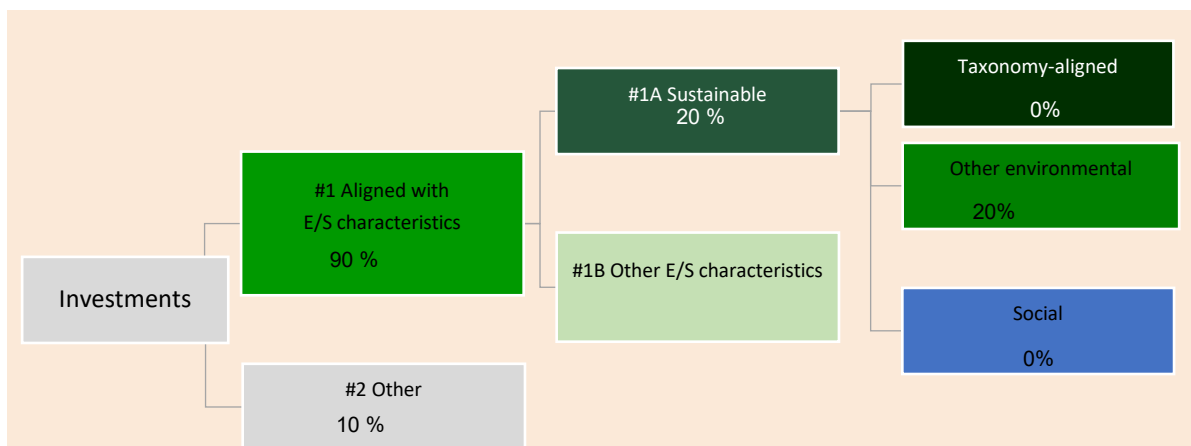 Investments
#1 Aligned with
E/S characteristics
90 %
#2 Other
10 %
#1A Sustainable
20 %
#1B Other E/S characteristics
Taxonomy-aligned
0%
Other environmental
20%
Social
0%